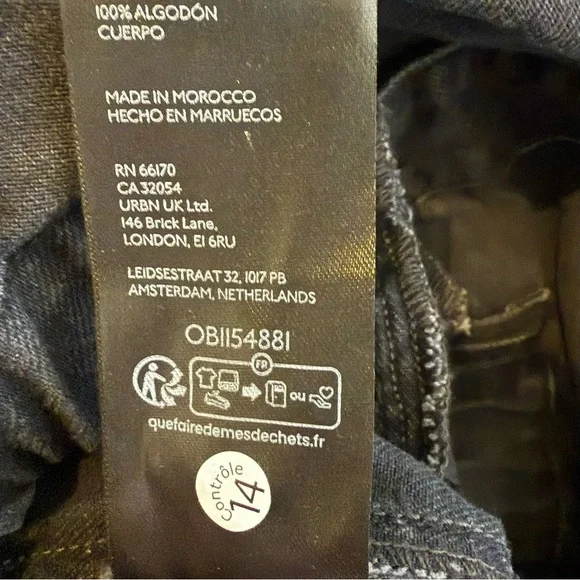 100% ALGODÓN
CUERPO
MADE IN MOROCCO
HECHO EN MARRUECOS
RN 66170
CA 32054
URBN UK Ltd.
146 Brick Lane,
LONDON, E1 6RU
LEIDSESTRAAT 32, 1017 PB
AMSTERDAM, NETHERLANDS
OB1154881
FR
ou
quefairedemesdechets.fr
Contrôle
14